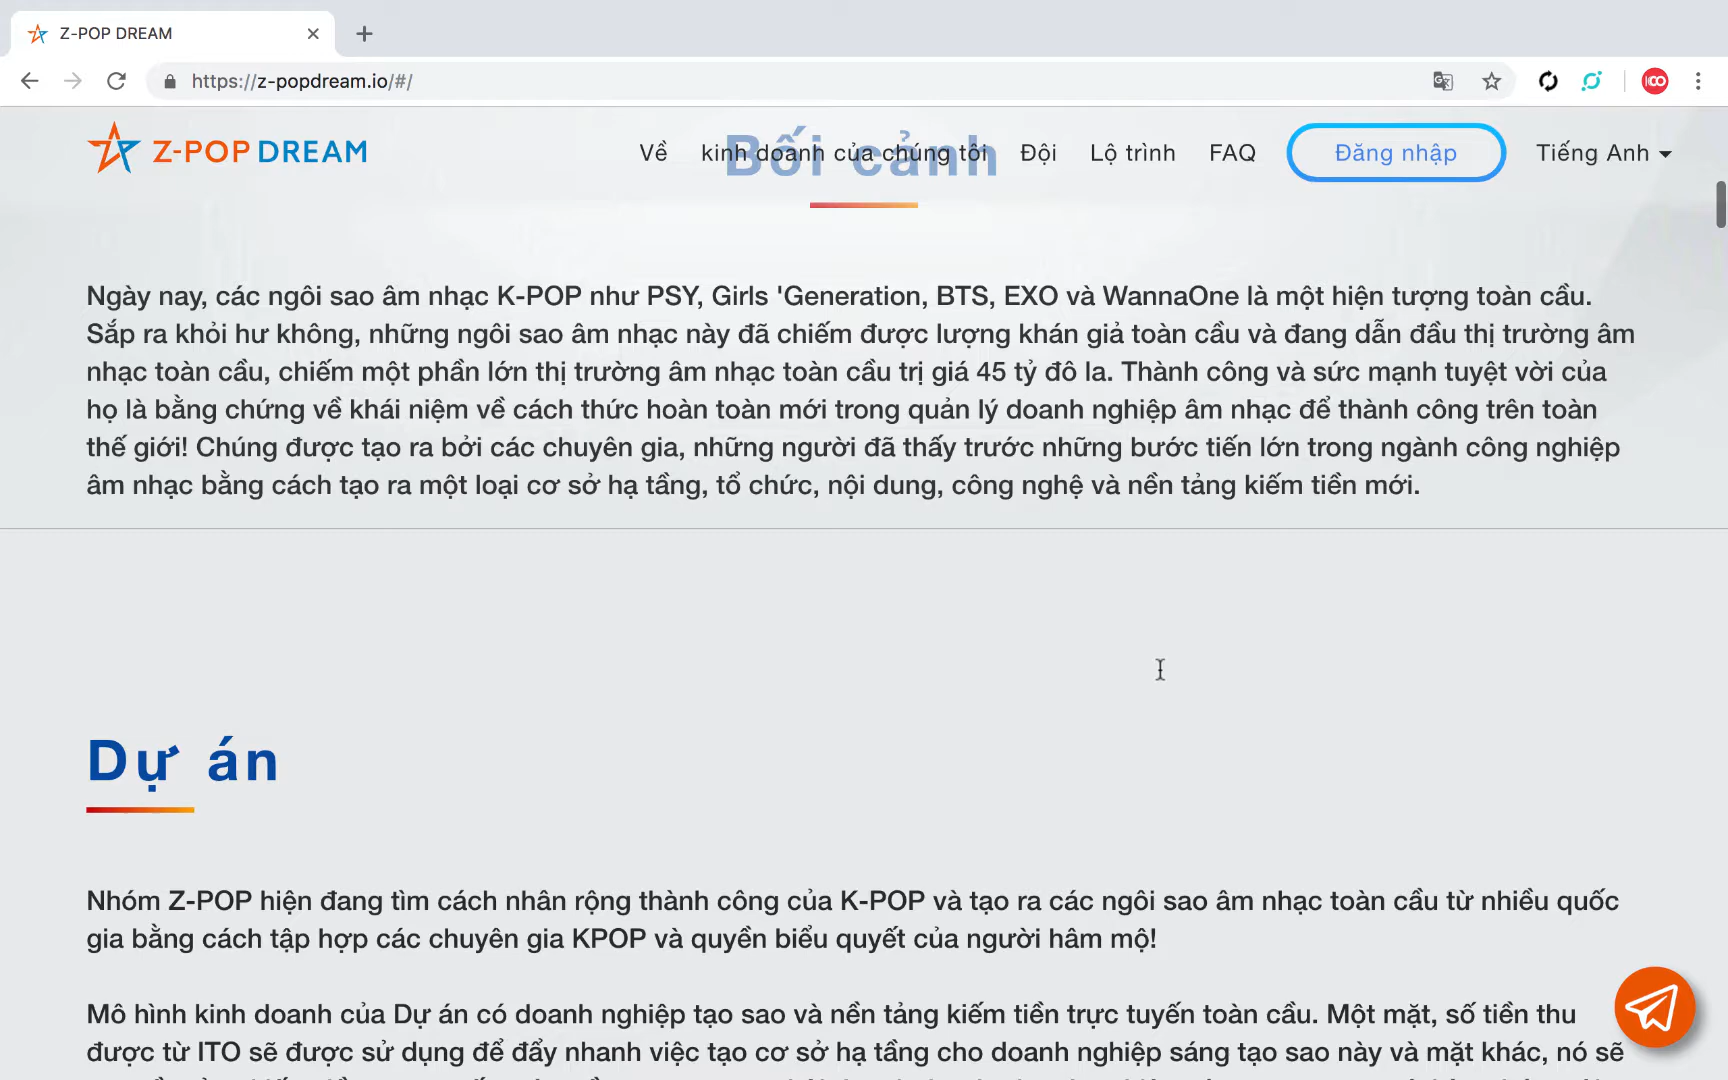 Z-POP DREAM
https://z-popdream.io/#/
Z-POP DREAM
Về kinh doanh của chúng tôi Đội Lộ trình FAQ Đăng nhập Tiếng Anh
Bối cảnh
Ngày nay, các ngôi sao âm nhạc K-POP như PSY, Girls 'Generation, BTS, EXO và WannaOne là một hiện tượng toàn cầu.
Sắp ra khỏi hư không, những ngôi sao âm nhạc này đã chiếm được lượng khán giả toàn cầu và đang dẫn đầu thị trường âm
nhạc toàn cầu, chiếm một phần lớn thị trường âm nhạc toàn cầu trị giá 45 tỷ đô la. Thành công và sức mạnh tuyệt vời của
họ là bằng chứng về khái niệm về cách thức hoàn toàn mới trong quản lý doanh nghiệp âm nhạc để thành công trên toàn
thế giới! Chúng được tạo ra bởi các chuyên gia, những người đã thấy trước những bước tiến lớn trong ngành công nghiệp
âm nhạc bằng cách tạo ra một loại cơ sở hạ tầng, tổ chức, nội dung, công nghệ và nền tảng kiếm tiền mới.
Dự án
Nhóm Z-POP hiện đang tìm cách nhân rộng thành công của K-POP và tạo ra các ngôi sao âm nhạc toàn cầu từ nhiều quốc
gia bằng cách tập hợp các chuyên gia KPOP và quyền biểu quyết của người hâm mộ!
Mô hình kinh doanh của Dự án có doanh nghiệp tạo sao và nền tảng kiếm tiền trực tuyến toàn cầu. Một mặt, số tiền thu
được từ ITO sẽ được sử dụng để đẩy nhanh việc tạo cơ sở hạ tầng cho doanh nghiệp sáng tạo sao này và mặt khác, nó sẽ